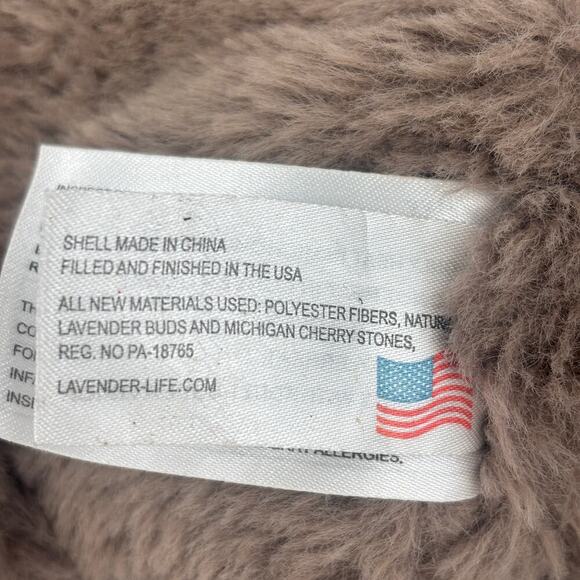 SHELL MADE IN CHINA
FILLED AND FINISHED IN THE USA
ALL NEW MATERIALS USED: POLYESTER FIBERS,
LAVENDER BUDS AND MICHIGAN CHERRY STONES,
REG. NO PA-18765
LAVENDER-LIFE.COM
ALLERGIES.